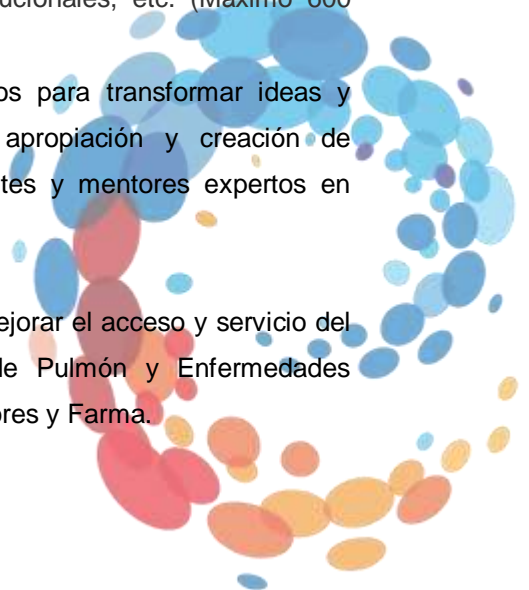 ucionales, etc. (Máximo 600
os para transformar ideas y
apropiación y creación de
tes y mentores expertos en
ejorar el acceso y servicio del
de Pulmón y Enfermedades
ores y Farma.